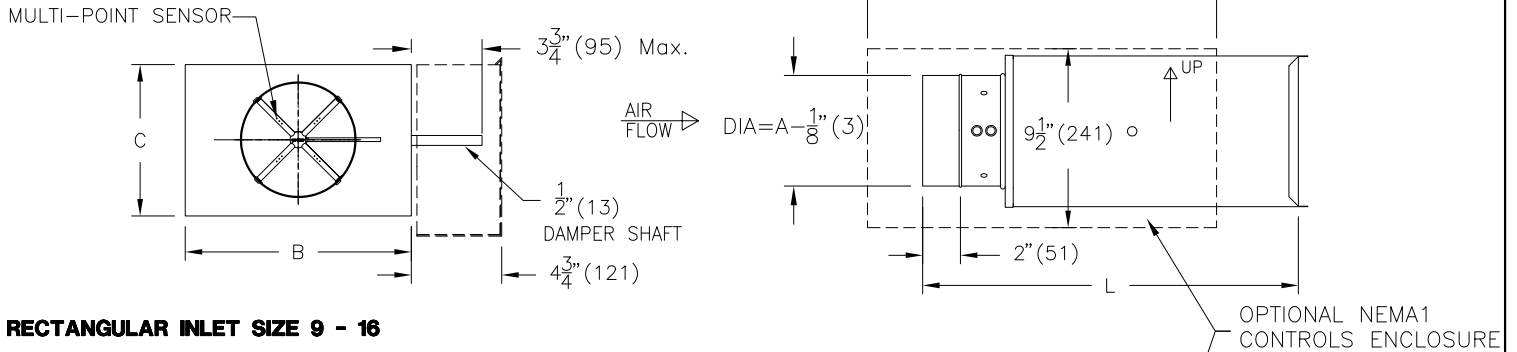 MULTI-POINT SENSOR
3 3/4" (95) Max.
C
B
1/2" (13)
DAMPER SHAFT
4 3/4" (121)
AIR
FLOW
DIA=A-1/8" (3)
UP
9 1/2" (241)
2" (51)
L
OPTIONAL NEMA1
CONTROLS ENCLOSURE
RECTANGULAR INLET SIZE 9 - 16